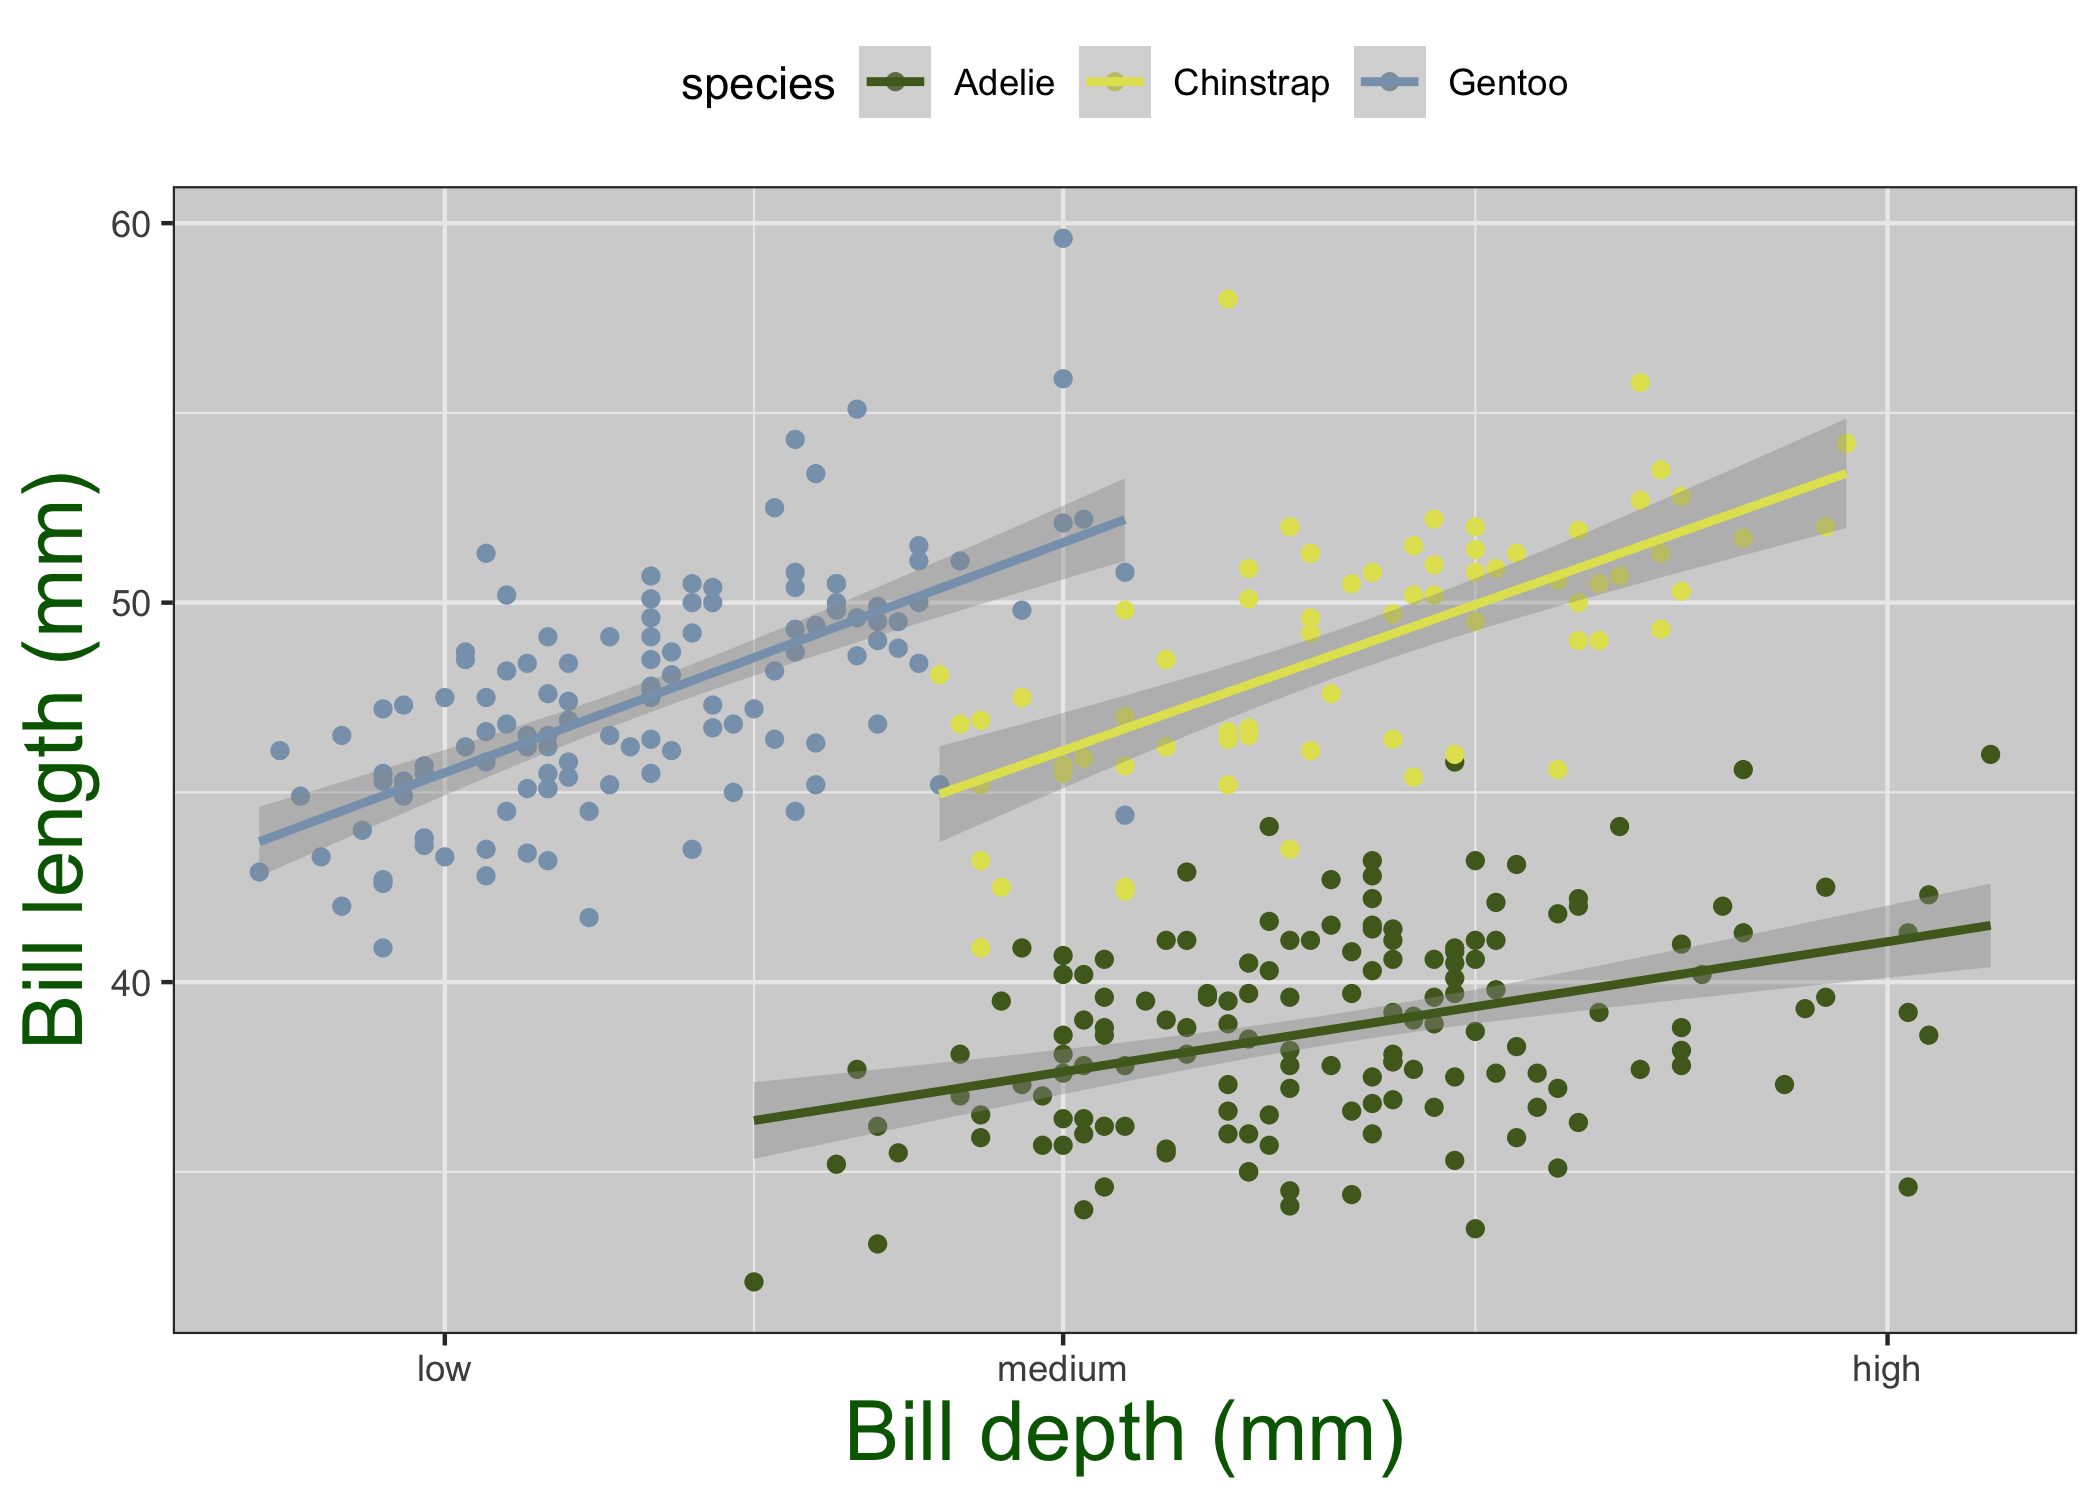 species Adelie Chinstrap Gentoo
60
50
40
Bill length (mm)
low medium high
Bill depth (mm)